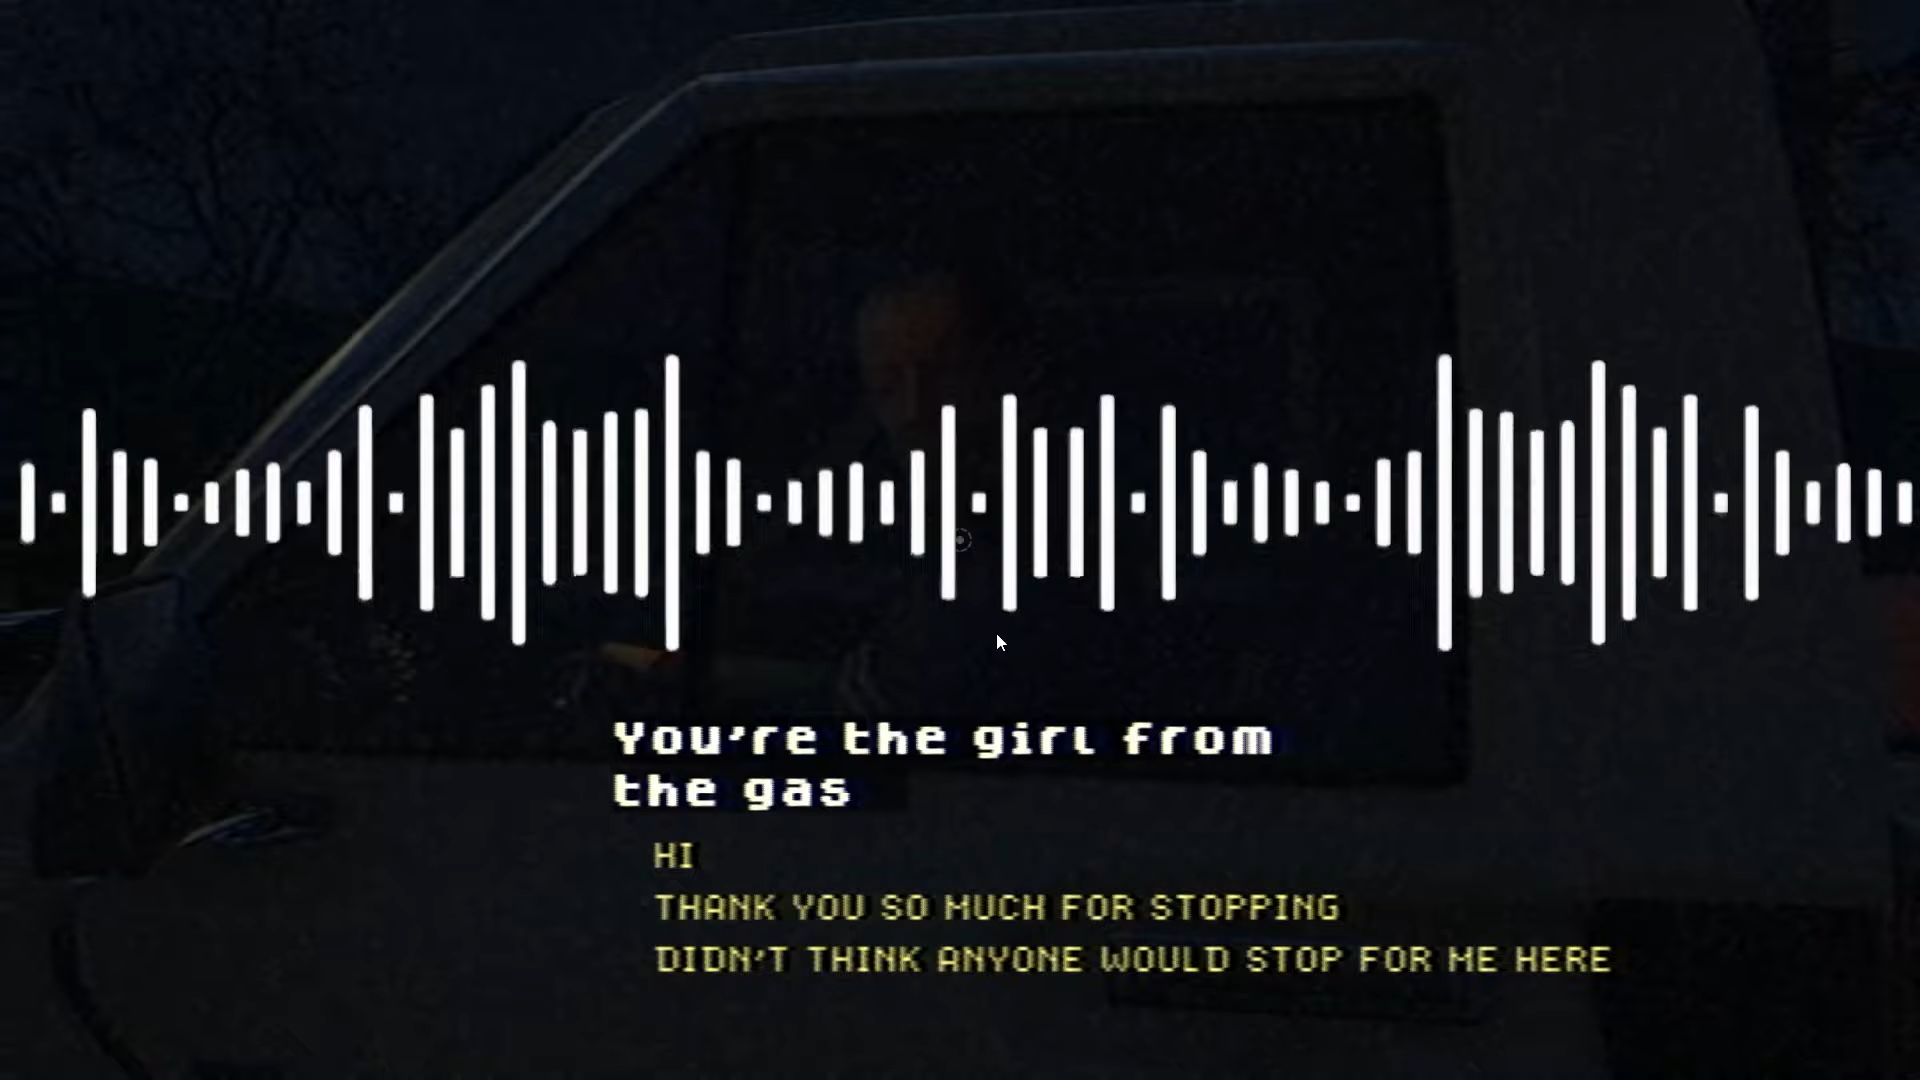 You're the girl from
the gas
HI
THANK YOU SO MUCH FOR STOPPING
DIDN'T THINK ANYONE WOULD STOP FOR ME HERE